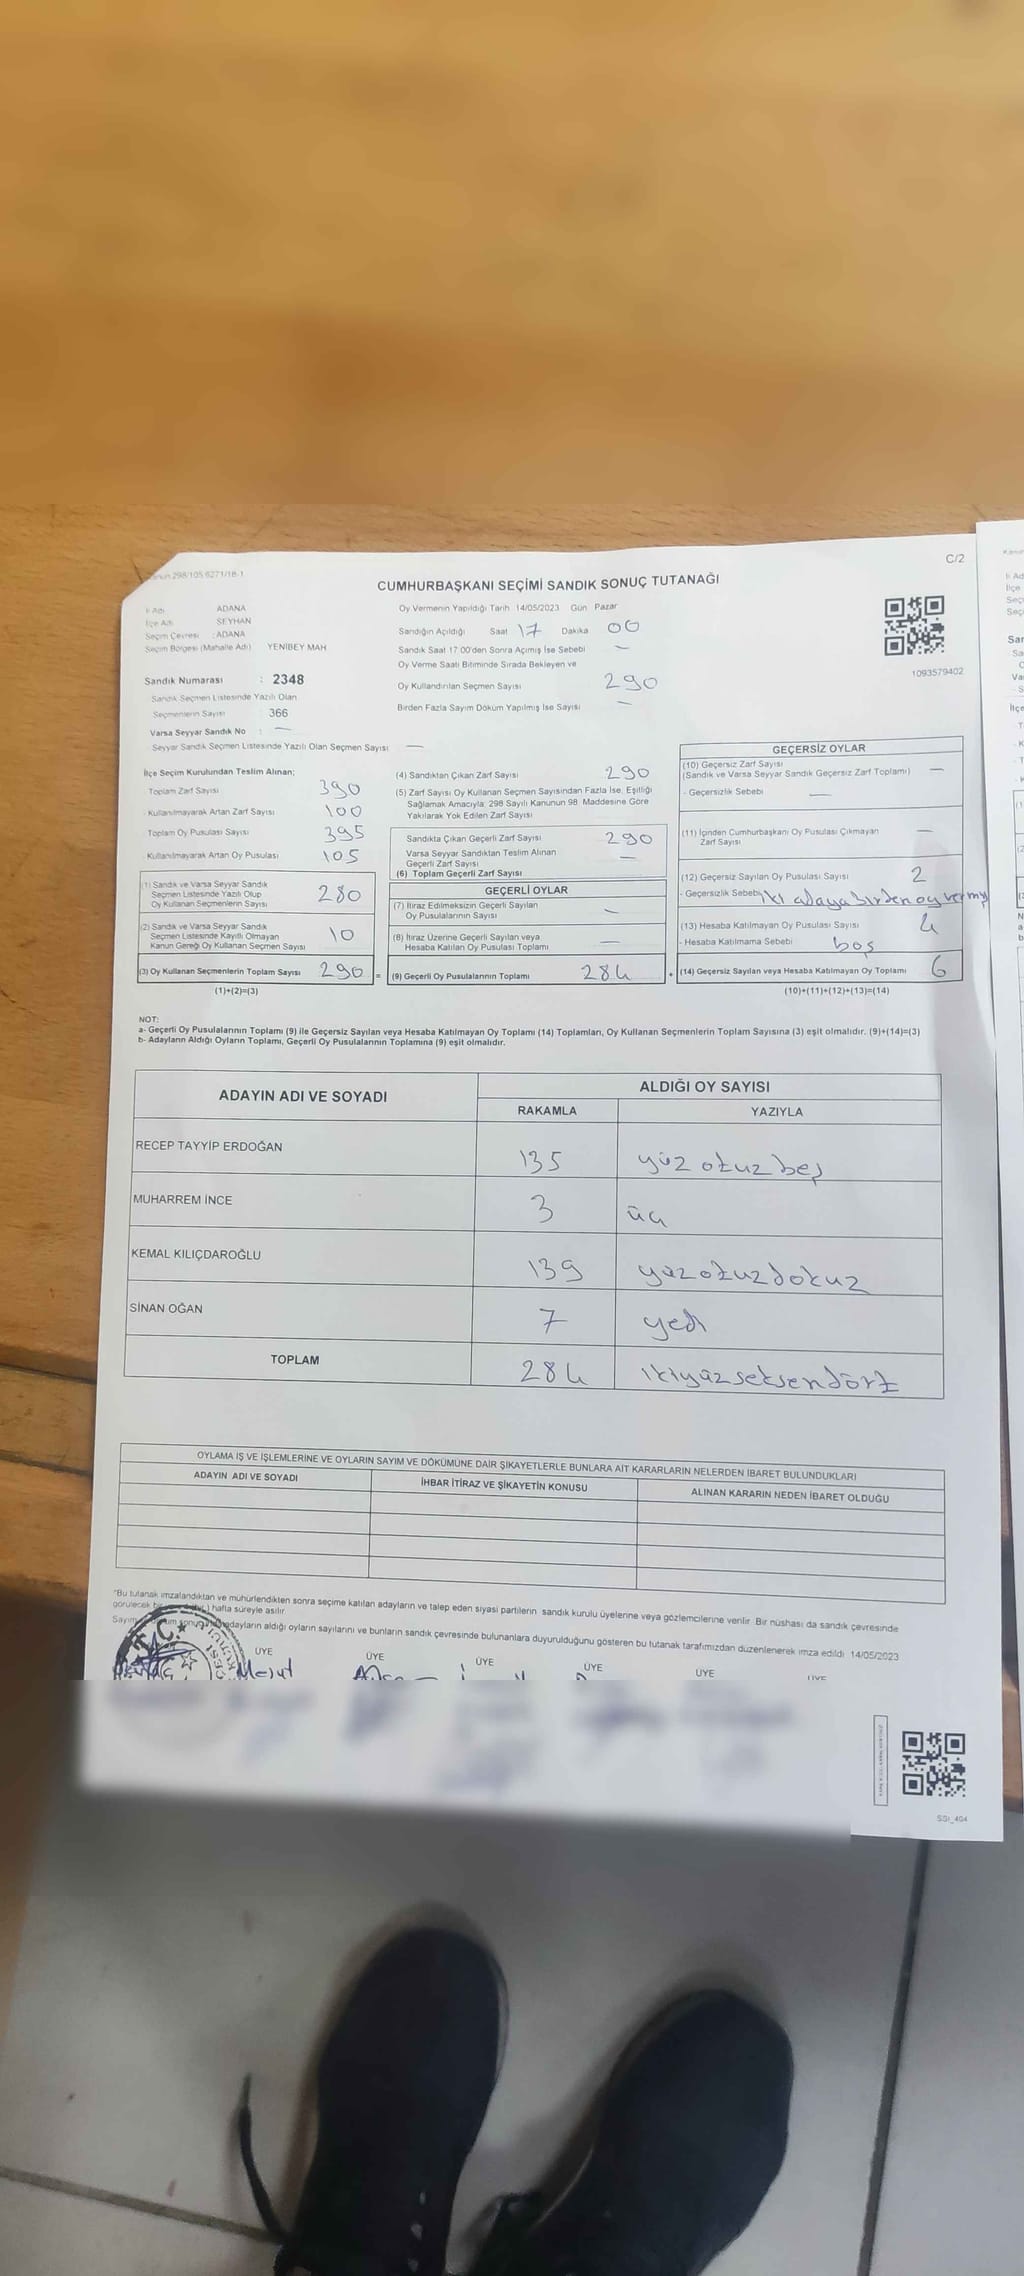 Kanun 298/105 6271/18-1
C/2
CUMHURBAŞKANI SEÇİMİ SANDIK SONUÇ TUTANAĞI
İl Adı ADANA
İlçe Adı SEYHAN
Seçim Çevresi : ADANA
Seçim Bölgesi (Mahalle Adı) YENİBEY MAH
Sandık Numarası : 2348
Sandık Seçmen Listesinde Yazılı Olan
Seçmenlerin Sayısı : 366
Varsa Seyyar Sandık No : —
Seyyar Sandık Seçmen Listesinde Yazılı Olan Seçmen Sayısı —
Oy Vermenin Yapıldığı Tarih 14/05/2023 Gün Pazar
Sandığın Açıldığı Saat 17 Dakika 00
Sandık Saat 17:00'den Sonra Açımış İse Sebebi —
Oy Verme Saati Bitiminde Sırada Bekleyen ve
Oy Kullandırılan Seçmen Sayısı 290
Birden Fazla Sayım Döküm Yapılmış İse Sayısı —
1093579402
İlçe Seçim Kurulundan Teslim Alınan;
Toplam Zarf Sayısı 390
- Kullanılmayarak Artan Zarf Sayısı 100
Toplam Oy Pusulası Sayısı 395
- Kullanılmayarak Artan Oy Pusulası 105
(1) Sandık ve Varsa Seyyar Sandık
Seçmen Listesinde Yazılı Olup
Oy Kullanan Seçmenlerin Sayısı 280
(2) Sandık ve Varsa Seyyar Sandık
Seçmen Listesinde Kayıtlı Olmayan
Kanun Gereği Oy Kullanan Seçmen Sayısı 10
(3) Oy Kullanan Seçmenlerin Toplam Sayısı 290 =
(1)+(2)=(3)
(4) Sandıktan Çıkan Zarf Sayısı 290
(5) Zarf Sayısı Oy Kullanan Seçmen Sayısından Fazla İse, Eşitliği
Sağlamak Amacıyla, 298 Sayılı Kanunun 98. Maddesine Göre
Yakılarak Yok Edilen Zarf Sayısı
Sandıkta Çıkan Geçerli Zarf Sayısı 290
Varsa Seyyar Sandıktan Teslim Alınan
Geçerli Zarf Sayısı —
(6) Toplam Geçerli Zarf Sayısı
GEÇERLİ OYLAR
(7) İtiraz Edilmeksizin Geçerli Sayılan
Oy Pusulalarının Sayısı —
(8) İtiraz Üzerine Geçerli Sayılan veya
Hesaba Katılan Oy Pusulası Toplamı —
(9) Geçerli Oy Pusulalarının Toplamı 284 +
GEÇERSİZ OYLAR
(10) Geçersiz Zarf Sayısı
(Sandık ve Varsa Seyyar Sandık Geçersiz Zarf Toplamı) —
- Geçersizlik Sebebi —
(11) İçinden Cumhurbaşkanı Oy Pusulası Çıkmayan
Zarf Sayısı —
(12) Geçersiz Sayılan Oy Pusulası Sayısı 2
- Geçersizlik Sebebi iki adaya birden oy vermiş
(13) Hesaba Katılmayan Oy Pusulası Sayısı 4
- Hesaba Katılmama Sebebi boş
(14) Geçersiz Sayılan veya Hesaba Katılmayan Oy Toplamı 6
(10)+(11)+(12)+(13)=(14)
NOT:
a- Geçerli Oy Pusulalarının Toplamı (9) ile Geçersiz Sayılan veya Hesaba Katılmayan Oy Toplamı (14) Toplamları, Oy Kullanan Seçmenlerin Toplam Sayısına (3) eşit olmalıdır. (9)+(14)=(3)
b- Adayların Aldığı Oyların Toplamı, Geçerli Oy Pusulalarının Toplamına (9) eşit olmalıdır.
ADAYIN ADI VE SOYADI ALDIĞI OY SAYISI
RAKAMLA YAZIYLA
RECEP TAYYİP ERDOĞAN 135 yüz otuz beş
MUHARREM İNCE 3 üç
KEMAL KILIÇDAROĞLU 139 yüz otuz dokuz
SİNAN OĞAN 7 yedi
TOPLAM 284 ikiyüzseksendört
OYLAMA İŞ VE İŞLEMLERİNE VE OYLARIN SAYIM VE DÖKÜMÜNE DAİR ŞİKAYETLERLE BUNLARA AİT KARARLARIN NELERDEN İBARET BULUNDUKLARI
ADAYIN ADI VE SOYADI İHBAR İTİRAZ VE ŞİKAYETİN KONUSU ALINAN KARARIN NEDEN İBARET OLDUĞU
"Bu tutanak imzalandıktan ve mühürlendikten sonra seçime katılan adayların ve talep eden siyasi partilerin sandık kurulu üyelerine veya gözlemcilerine verilir. Bir nüshası da sandık çevresinde
görülecek bir hafta süreyle asılır.
Sayım adayların aldığı oyların sayılarını ve bunların sandık çevresinde bulunanlara duyurulduğunu gösteren bu tutanak tarafımızdan düzenlenerek imza edildi 14/05/2023
ÜYE ÜYE ÜYE ÜYE ÜYE ÜYE
Mesut
SSI_404